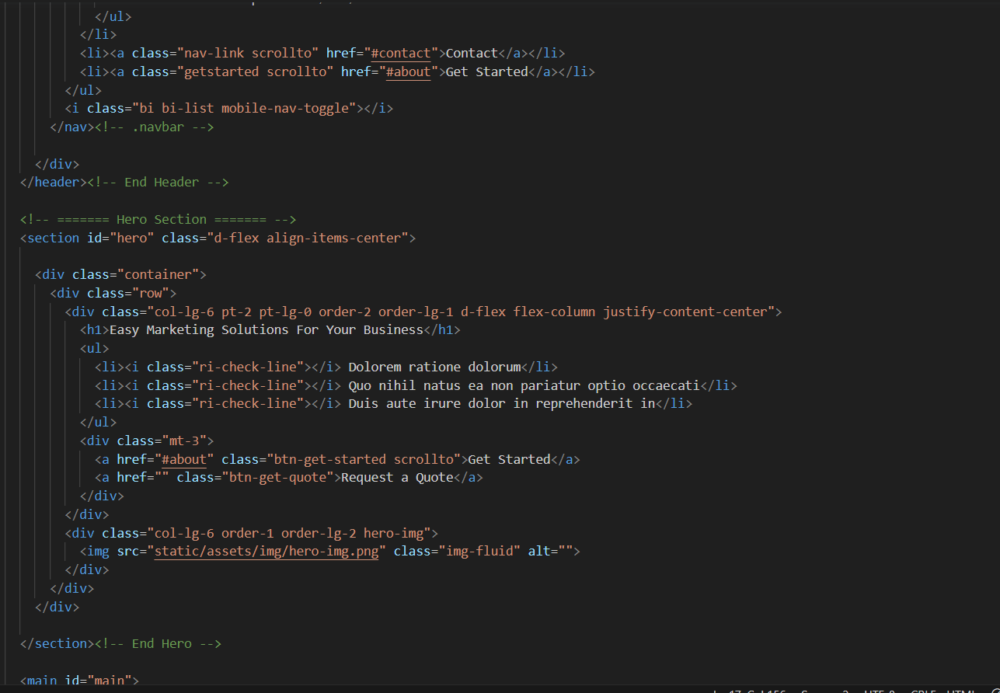 </ul>
</li>
<li><a class="nav-link scrollto" href="#contact">Contact</a></li>
<li><a class="getstarted scrollto" href="#about">Get Started</a></li>
</ul>
<i class="bi bi-list mobile-nav-toggle"></i>
</nav><!-- .navbar -->
</div>
</header><!-- End Header -->
<!-- ======= Hero Section ======= -->
<section id="hero" class="d-flex align-items-center">
<div class="container">
<div class="row">
<div class="col-lg-6 pt-2 pt-lg-0 order-2 order-lg-1 d-flex flex-column justify-content-center">
<h1>Easy Marketing Solutions For Your Business</h1>
<ul>
<li><i class="ri-check-line"></i> Dolorem ratione dolorum</li>
<li><i class="ri-check-line"></i> Quo nihil natus ea non pariatur optio occaecati</li>
<li><i class="ri-check-line"></i> Duis aute irure dolor in reprehenderit in</li>
</ul>
<div class="mt-3">
<a href="#about" class="btn-get-started scrollto">Get Started</a>
<a href="" class="btn-get-quote">Request a Quote</a>
</div>
</div>
<div class="col-lg-6 order-1 order-lg-2 hero-img">
<img src="static/assets/img/hero-img.png" class="img-fluid" alt="">
</div>
</div>
</div>
</section><!-- End Hero -->
<main id="main">